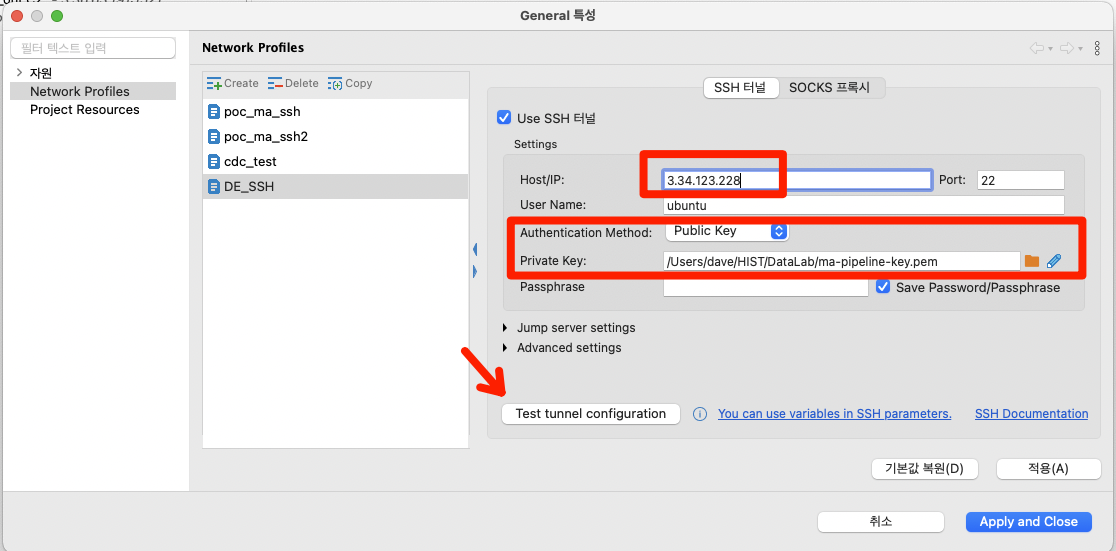 General 특성
필터 텍스트 입력
Network Profiles
자원
Network Profiles
Project Resources
Create Delete Copy
poc_ma_ssh
poc_ma_ssh2
cdc_test
DE_SSH
SSH 터널 SOCKS 프록시
Use SSH 터널
Settings
Host/IP: 3.34.123.228 Port: 22
User Name: ubuntu
Authentication Method: Public Key
Private Key: /Users/dave/HIST/DataLab/ma-pipeline-key.pem
Passphrase Save Password/Passphrase
Jump server settings
Advanced settings
Test tunnel configuration You can use variables in SSH parameters. SSH Documentation
기본값 복원(D) 적용(A)
취소 Apply and Close